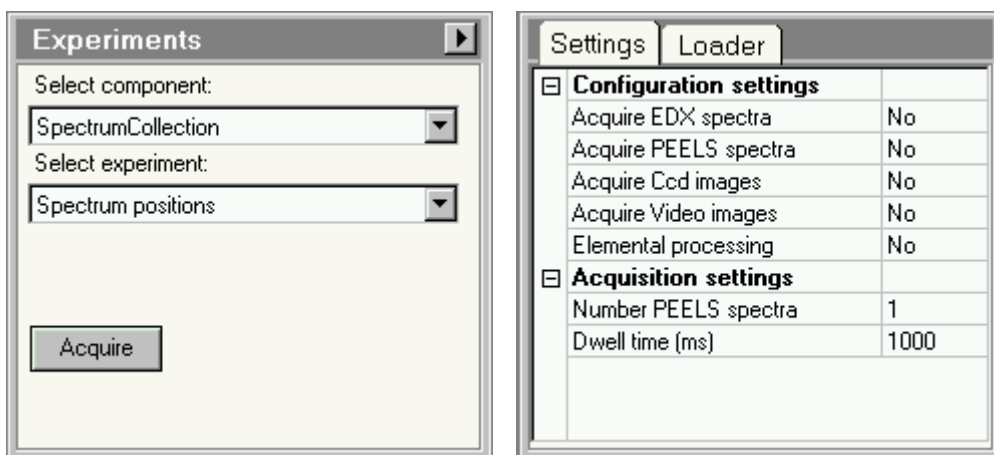 Experiments
Select component:
SpectrumCollection
Select experiment:
Spectrum positions
Acquire
Settings Loader
Configuration settings
Acquire EDX spectra No
Acquire PEELS spectra No
Acquire Ccd images No
Acquire Video images No
Elemental processing No
Acquisition settings
Number PEELS spectra 1
Dwell time (ms) 1000